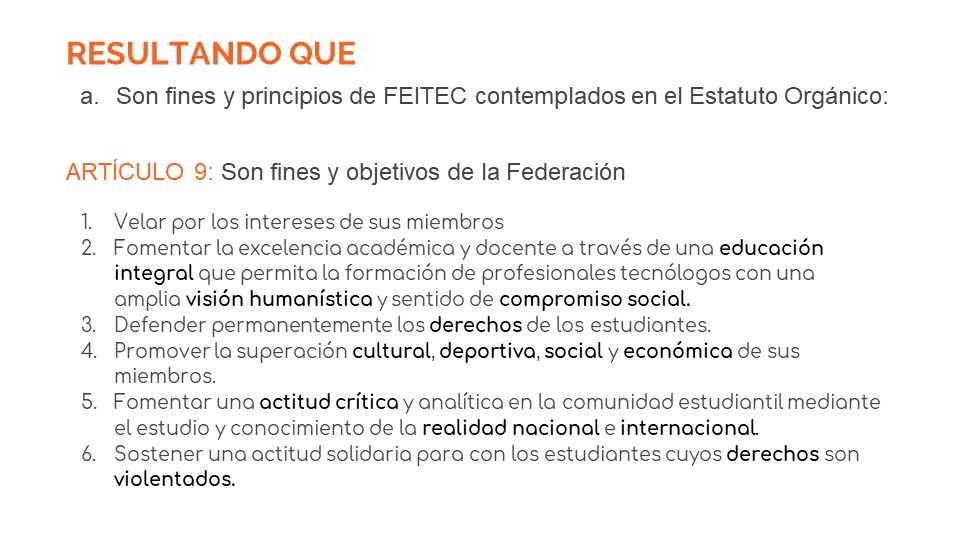 RESULTANDO QUE
a. Son fines y principios de FEITEC contemplados en el Estatuto Orgánico:
ARTÍCULO 9: Son fines y objetivos de la Federación
1. Velar por los intereses de sus miembros
2. Fomentar la excelencia académica y docente a través de una educación
integral que permita la formación de profesionales tecnólogos con una
amplia visión humanística y sentido de compromiso social.
3. Defender permanentemente los derechos de los estudiantes.
4. Promover la superación cultural, deportiva, social y económica de sus
miembros.
5. Fomentar una actitud crítica y analítica en la comunidad estudiantil mediante
el estudio y conocimiento de la realidad nacional e internacional.
6. Sostener una actitud solidaria para con los estudiantes cuyos derechos son
violentados.